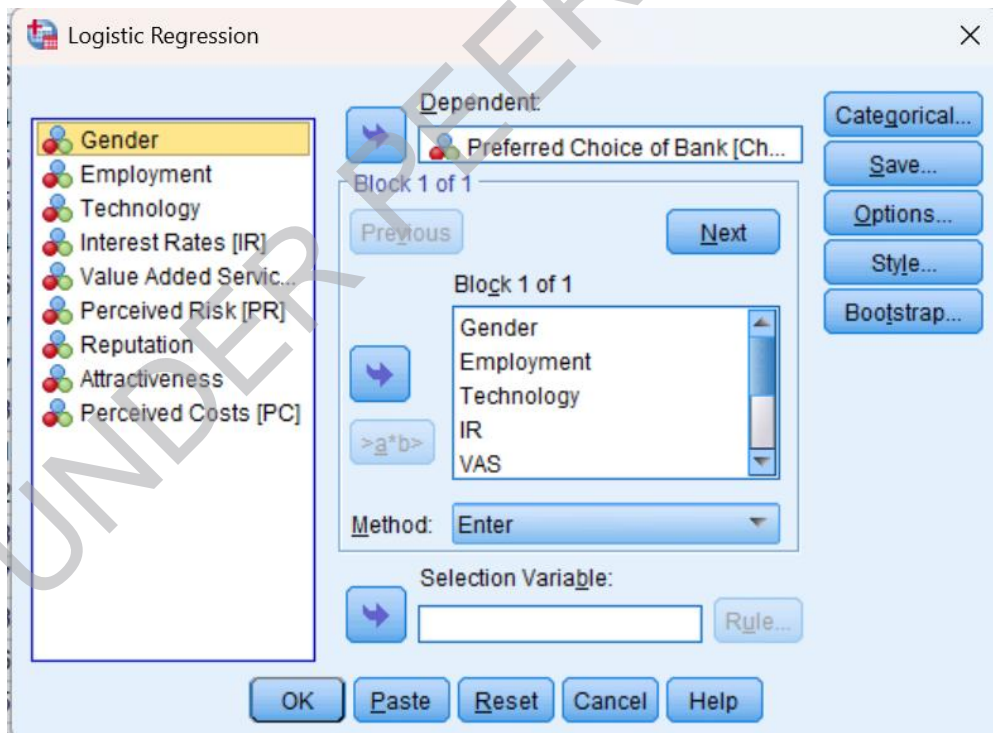 Logistic Regression
Gender
Employment
Technology
Interest Rates [IR]
Value Added Servic...
Perceived Risk [PR]
Reputation
Attractiveness
Perceived Costs [PC]
Dependent:
Preferred Choice of Bank [Ch...
Block 1 of 1
Previous
Next
Block 1 of 1
Gender
Employment
Technology
IR
VAS
>a*b>
Method: Enter
Selection Variable:
Rule...
Categorical...
Save...
Options...
Style...
Bootstrap...
OK Paste Reset Cancel Help
UNDER PEER